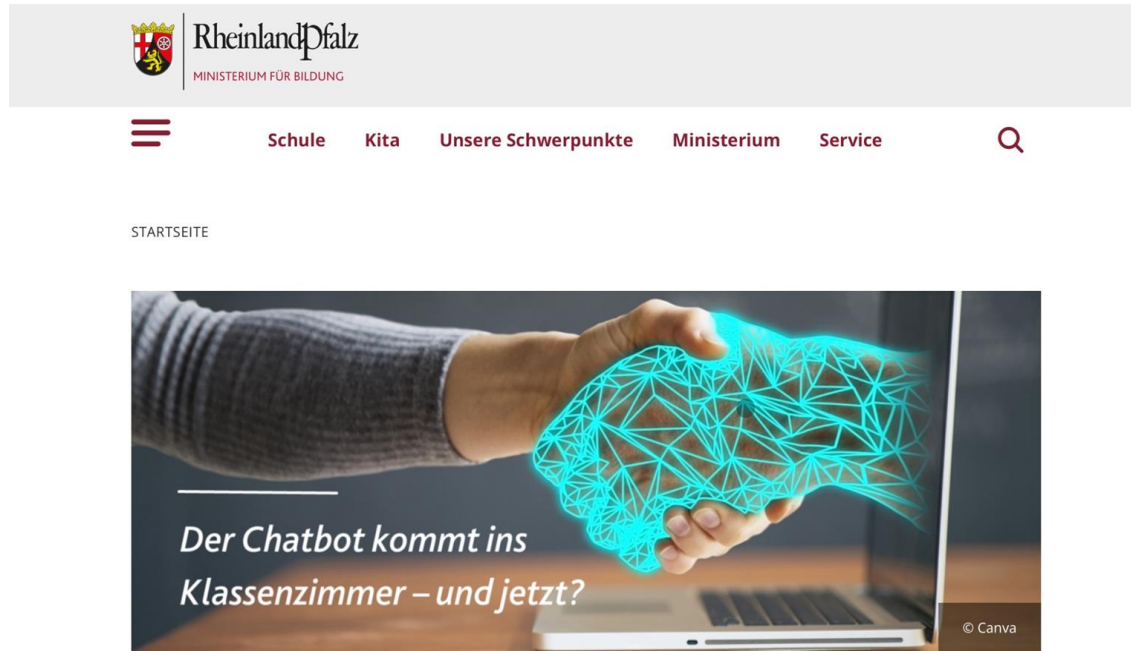 RheinlandPfalz
MINISTERIUM FÜR BILDUNG
Schule Kita Unsere Schwerpunkte Ministerium Service
STARTSEITE
Der Chatbot kommt ins
Klassenzimmer – und jetzt?
© Canva